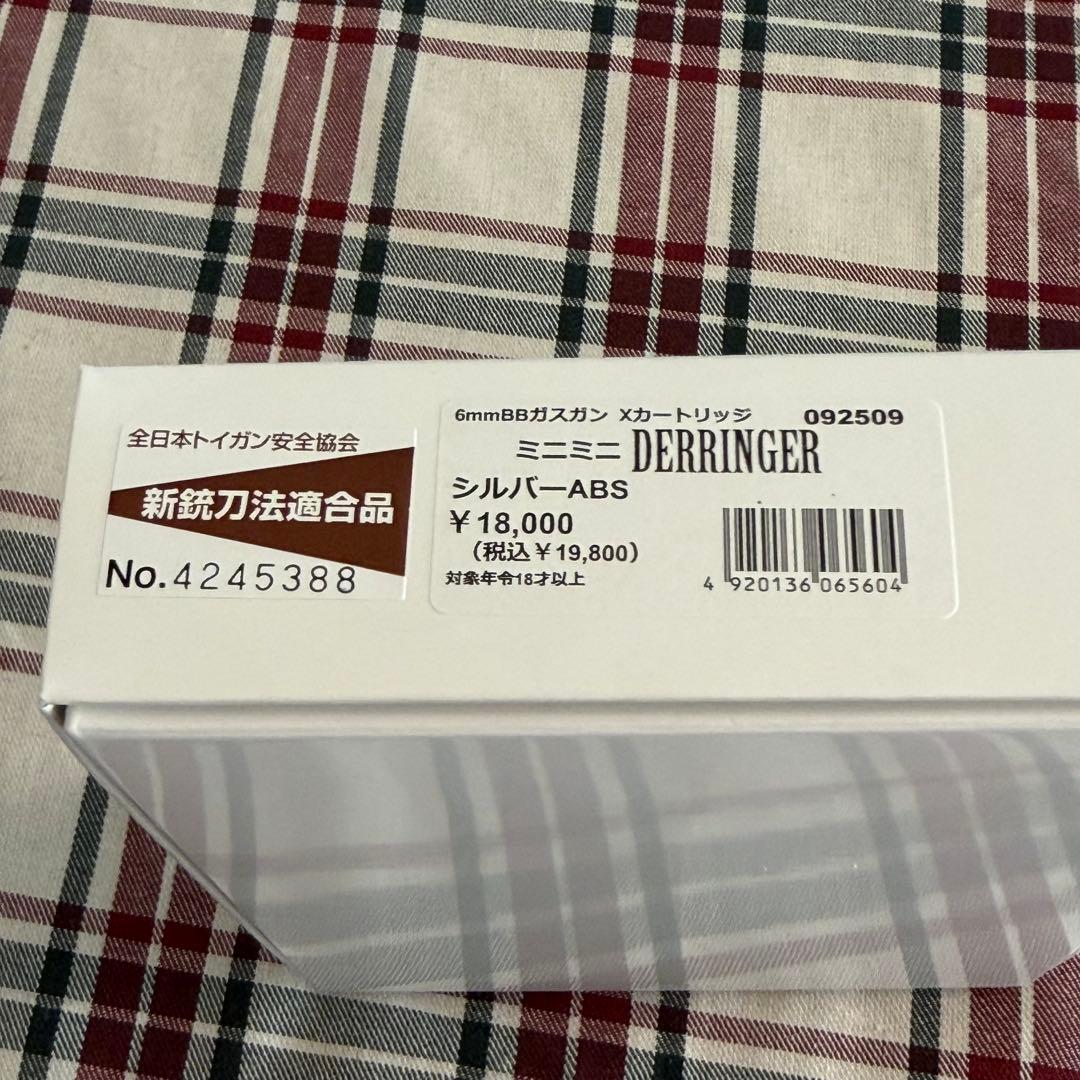 全日本トイガン安全協会
新銃刀法適合品
No.4245388
6mmBBガスガン Xカートリッジ 092509
ミニミニ DERRINGER
シルバーABS
￥18,000
（税込￥19,800）
対象年令18才以上
4 920136 065604